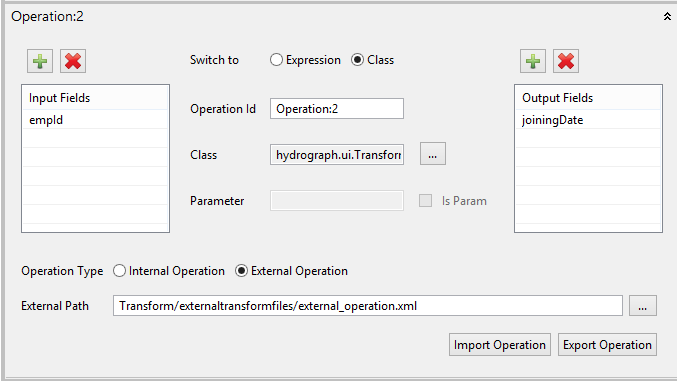 Operation:2
Switch to
Expression
Class
Input Fields
empId
Operation Id
Operation:2
Class
hydrograph.ui.Transforr
...
Parameter
Is Param
Output Fields
joiningDate
Operation Type
Internal Operation
External Operation
External Path
Transform/externaltransformfiles/external_operation.xml
...
Import Operation
Export Operation